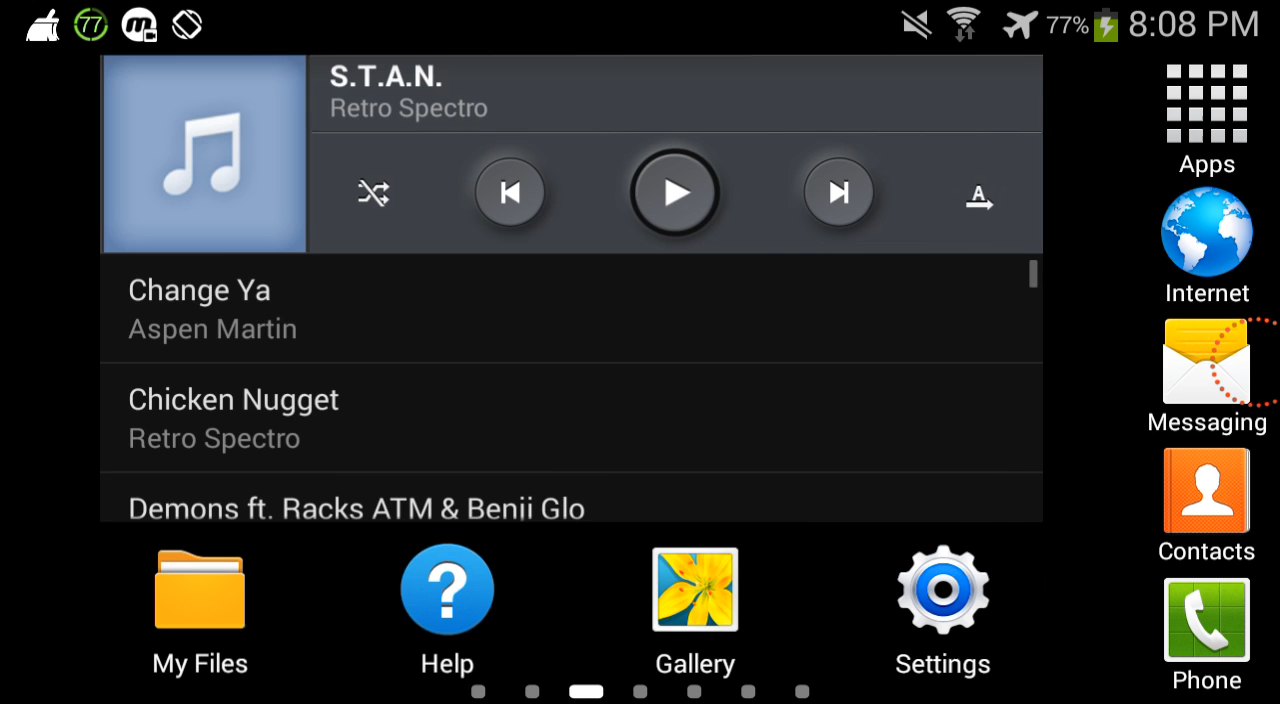 77
m
77%
8:08 PM
S.T.A.N.
Retro Spectro
A
Change Ya
Aspen Martin
Chicken Nugget
Retro Spectro
Demons ft. Racks ATM & Benji Glo
Apps
Internet
Messaging
Contacts
Phone
?
My Files
Help
Gallery
Settings